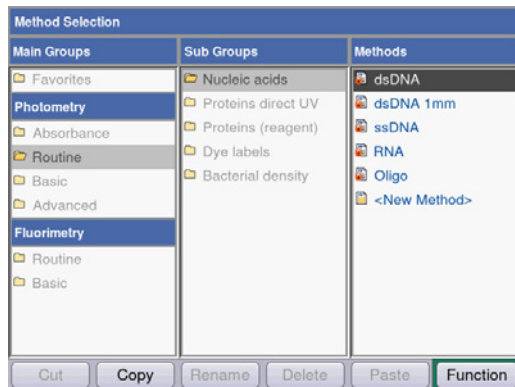 Method Selection
Main Groups
Sub Groups
Methods
Favorites
Photometry
Absorbance
Routine
Basic
Advanced
Fluorimetry
Routine
Basic
Nucleic acids
Proteins direct UV
Proteins (reagent)
Dye labels
Bacterial density
dsDNA
dsDNA 1mm
ssDNA
RNA
Oligo
<New Method>
Cut
Copy
Rename
Delete
Paste
Function